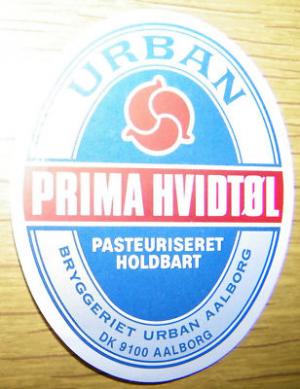 URBAN
PRIMA HVIDTØL
PASTEURISERET
HOLDBART
BRYGGERIET URBAN AALBORG
DK 9100 AALBORG